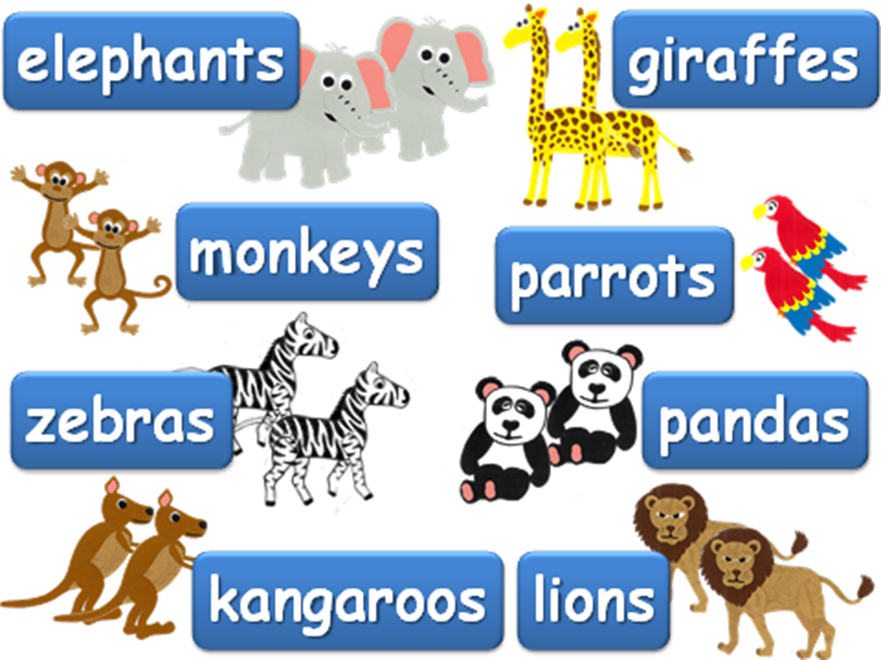 elephants
giraffes
monkeys
parrots
zebras
pandas
kangaroos
lions